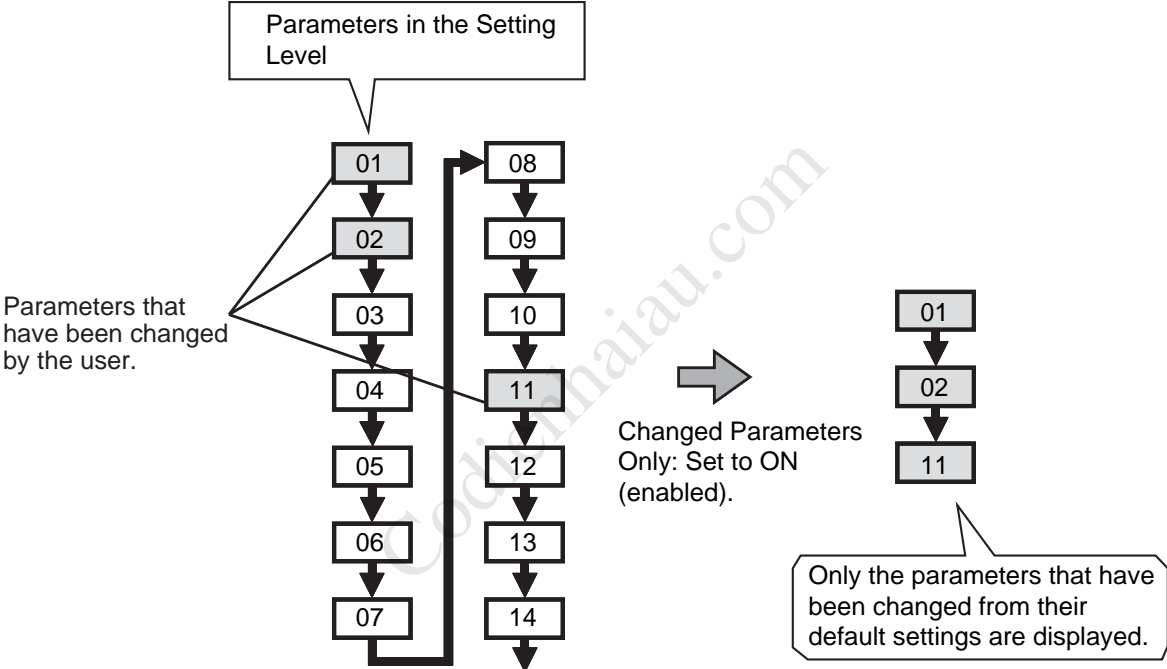 Parameters in the Setting
Level
01
02
03
04
05
06
07
08
09
10
11
12
13
14
Parameters that
have been changed
by the user.
Changed Parameters
Only: Set to ON
(enabled).
01
02
11
Only the parameters that have
been changed from their
default settings are displayed.
Codienhaiau.com